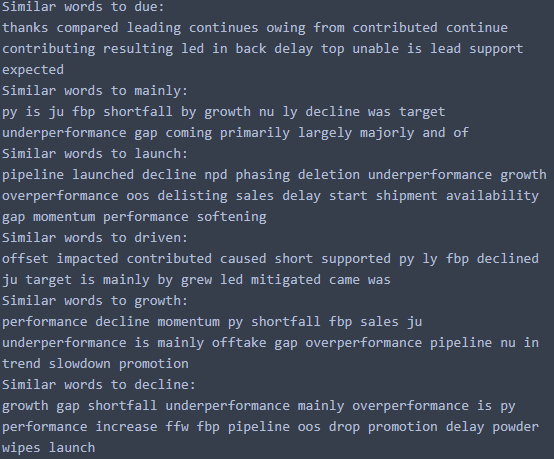 Similar words to due:
thanks compared leading continues owing from contributed continue
contributing resulting led in back delay top unable is lead support
expected
Similar words to mainly:
py is ju fbp shortfall by growth nu ly decline was target
underperformance gap coming primarily largely majorly and of
Similar words to launch:
pipeline launched decline npd phasing deletion underperformance growth
overperformance oos delisting sales delay start shipment availability
gap momentum performance softening
Similar words to driven:
offset impacted contributed caused short supported py ly fbp declined
ju target is mainly by grew led mitigated came was
Similar words to growth:
performance decline momentum py shortfall fbp sales ju
underperformance is mainly offtake gap overperformance pipeline nu in
trend slowdown promotion
Similar words to decline:
growth gap shortfall underperformance mainly overperformance is py
performance increase ffw fbp pipeline oos drop promotion delay powder
wipes launch